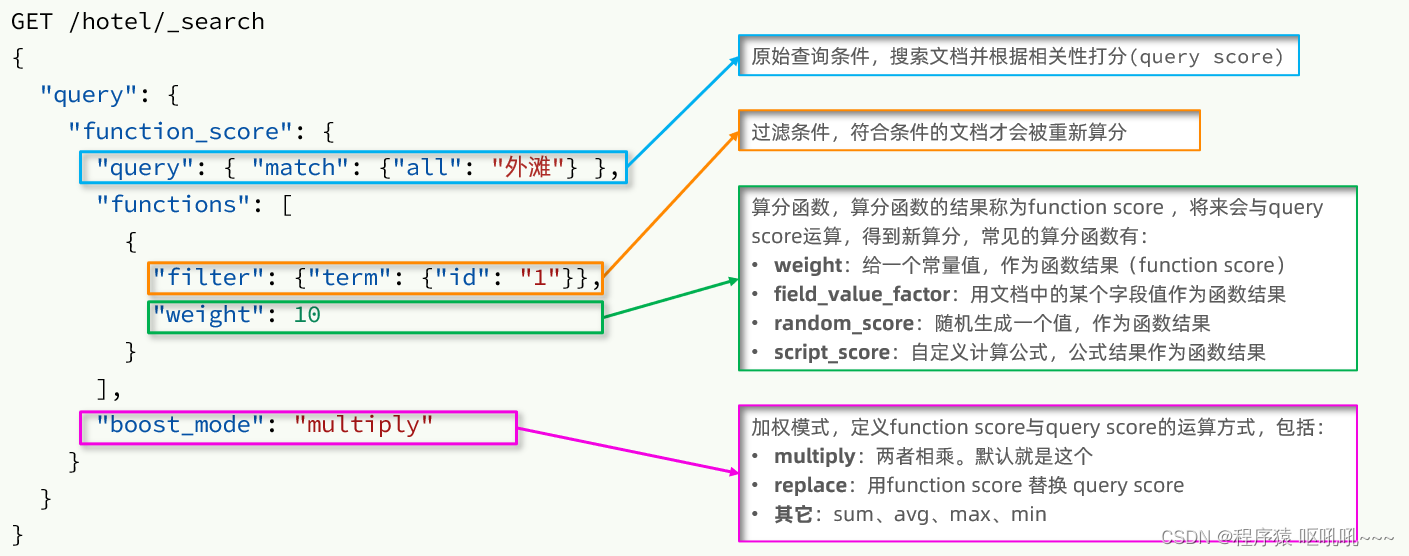 GET /hotel/_search
{
"query": {
"function_score": {
"query": { "match": {"all": "外滩"} },
"functions": [
{
"filter": {"term": {"id": "1"}},
"weight": 10
}
],
"boost_mode": "multiply"
}
}
}
原始查询条件，搜索文档并根据相关性打分(query score)
过滤条件，符合条件的文档才会被重新算分
算分函数，算分函数的结果称为function score ，将来会与query
score运算，得到新算分，常见的算分函数有：
• weight：给一个常量值，作为函数结果（function score）
• field_value_factor：用文档中的某个字段值作为函数结果
• random_score：随机生成一个值，作为函数结果
• script_score：自定义计算公式，公式结果作为函数结果
加权模式，定义function score与query score的运算方式，包括：
• multiply：两者相乘。默认就是这个
• replace：用function score 替换 query score
• 其它：sum、avg、max、min
CSDN @程序猿 呕吼吼~~~